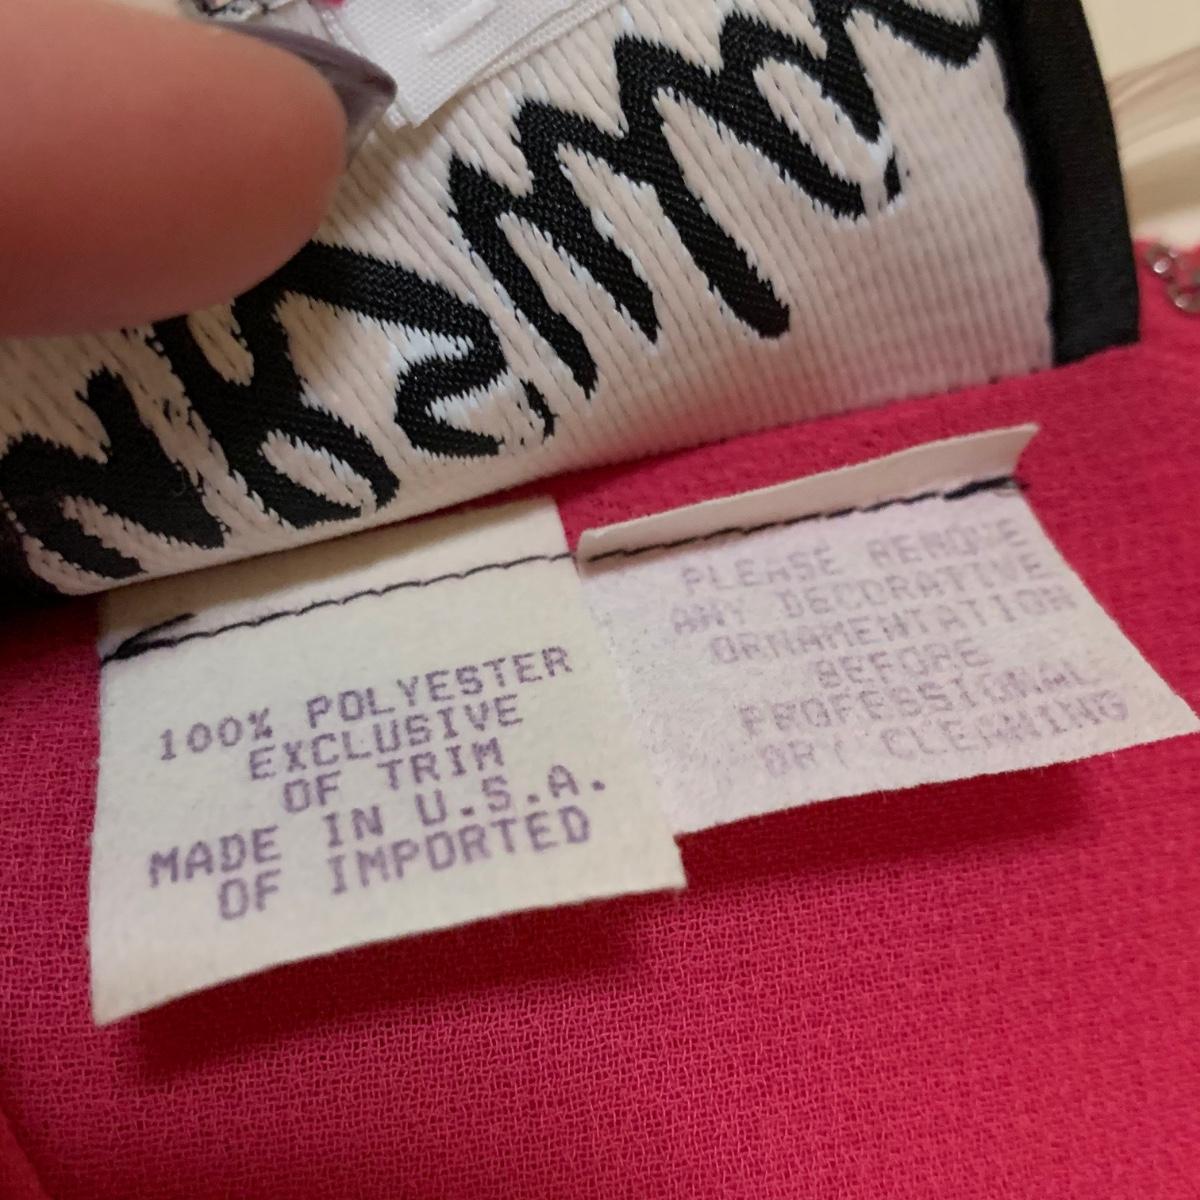 100% POLYESTER
EXCLUSIVE
OF TRIM
MADE IN U.S.A.
OF IMPORTED
PLEASE REMOVE
ANY DECORATIVE
ORNAMENTATION
BEFORE
PROFESSIONAL
DRY CLEANING